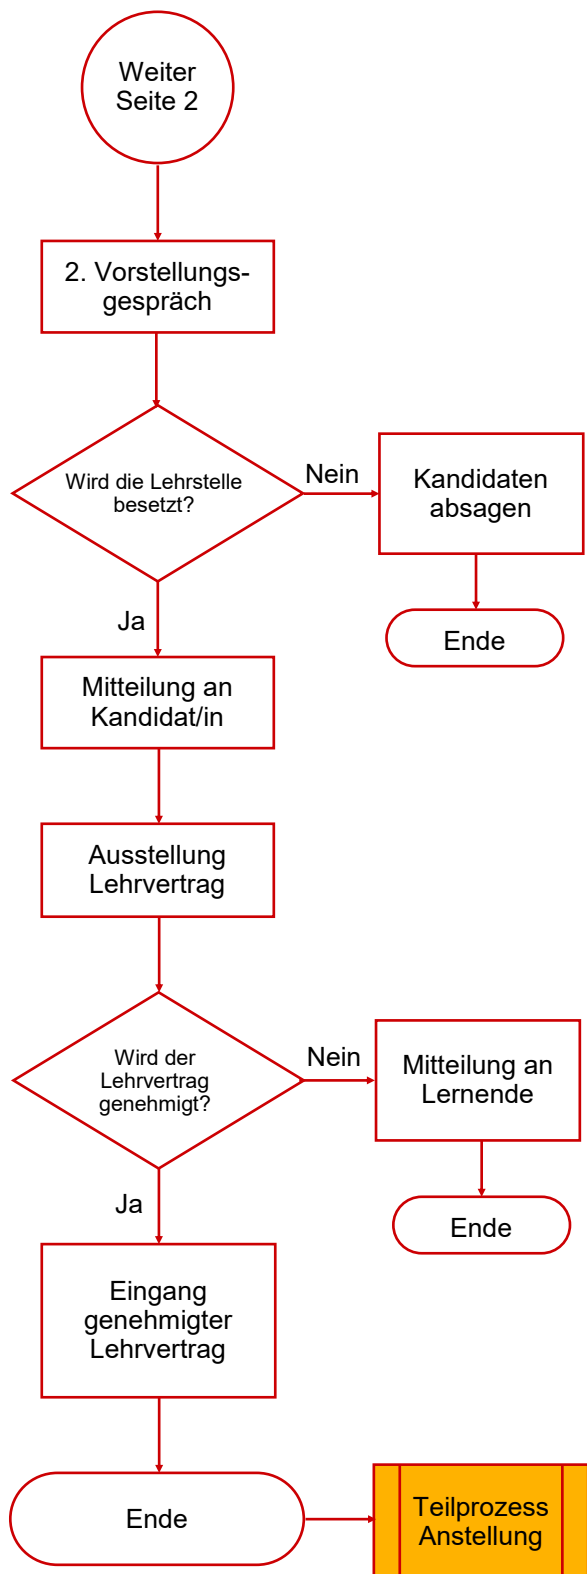 Weiter
Seite 2
2. Vorstellungs-
gespräch
Wird die Lehrstelle
besetzt?
Nein
Kandidaten
absagen
Ende
Ja
Mitteilung an
Kandidat/in
Ausstellung
Lehrvertrag
Wird der
Lehrvertrag
genehmigt?
Nein
Mitteilung an
Lernende
Ende
Ja
Eingang
genehmigter
Lehrvertrag
Ende
Teilprozess
Anstellung